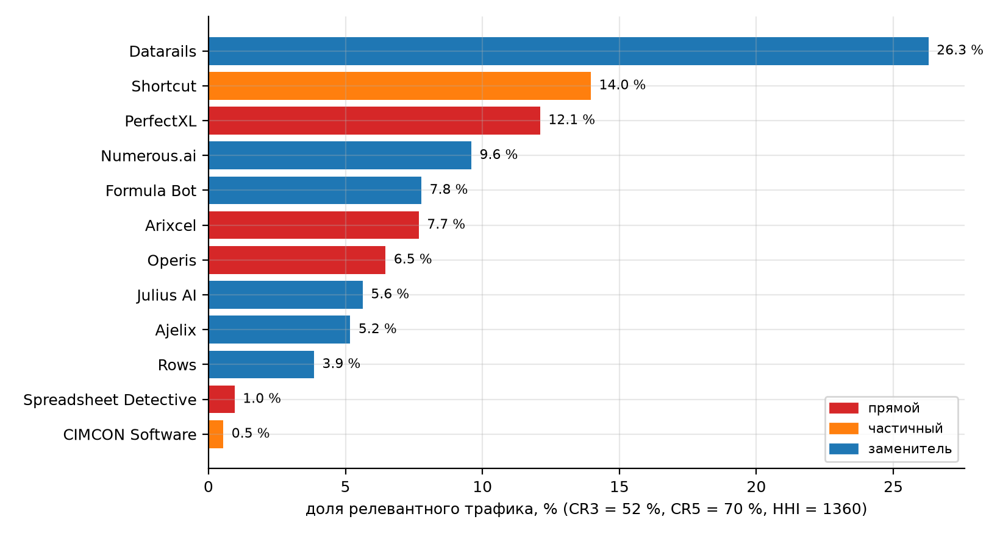 Datarails 26.3 %
Shortcut 14.0 %
PerfectXL 12.1 %
Numerous.ai 9.6 %
Formula Bot 7.8 %
Arixcel 7.7 %
Operis 6.5 %
Julius AI 5.6 %
Ajelix 5.2 %
Rows 3.9 %
Spreadsheet Detective 1.0 %
CIMCON Software 0.5 %
прямой
частичный
заменитель
0 5 10 15 20 25
доля релевантного трафика, % (CR3 = 52 %, CR5 = 70 %, HHI = 1360)